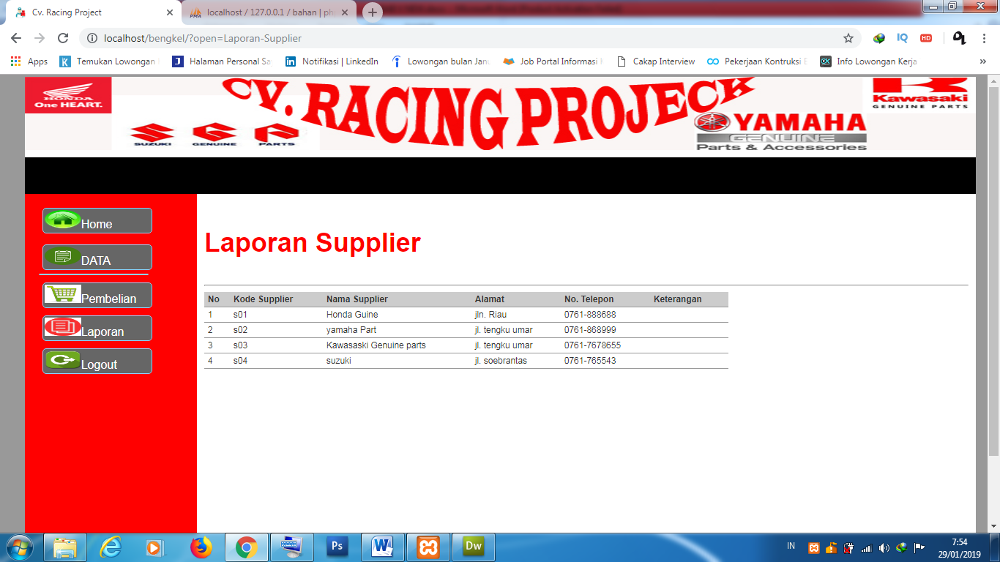 Cv. Racing Project
localhost / 127.0.0.1 / bahan | ph
localhost/bengkel/?open=Laporan-Supplier
IQ HD
Apps Temukan Lowongan Halaman Personal Sa Notifikasi | LinkedIn Lowongan bulan Janu Job Portal Informasi Cakap Interview Pekerjaan Kontruksi Info Lowongan Kerja »
HONDA
One HEART.
CV. RACING PROJECK
SUZUKI GENUINE PARTS
YAMAHA
GENUINE
Parts & Accessories
Kawasaki
GENUINE PARTS
Home
DATA
Pembelian
Laporan
Logout
Laporan Supplier
No Kode Supplier Nama Supplier Alamat No. Telepon Keterangan
1 s01 Honda Guine jln. Riau 0761-888688
2 s02 yamaha Part jl. tengku umar 0761-868999
3 s03 Kawasaski Genuine parts jl. tengku umar 0761-7678655
4 s04 suzuki jl. soebrantas 0761-765543
Ps W Dw
IN
7:54
29/01/2019